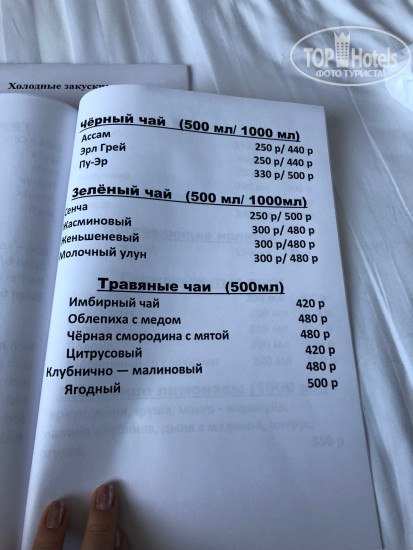 TOP Hotels
ФОТО ТУРИСТА
Холодные закуски
Чёрный чай (500 мл/ 1000 мл)
Ассам 250 р/ 440 р
Эрл Грей 250 р/ 440 р
Пу-Эр 330 р/ 500 р
Зелёный чай (500 мл/ 1000мл)
Сенча 250 р/ 500 р
Жасминовый 300 р/ 480 р
Женьшеневый 300 р/480 р
Молочный улун 300 р/ 480 р
Травяные чаи (500мл)
Имбирный чай 420 р
Облепиха с медом 480 р
Чёрная смородина с мятой 480 р
Цитрусовый 420 р
Клубнично — малиновый 480 р
Ягодный 500 р